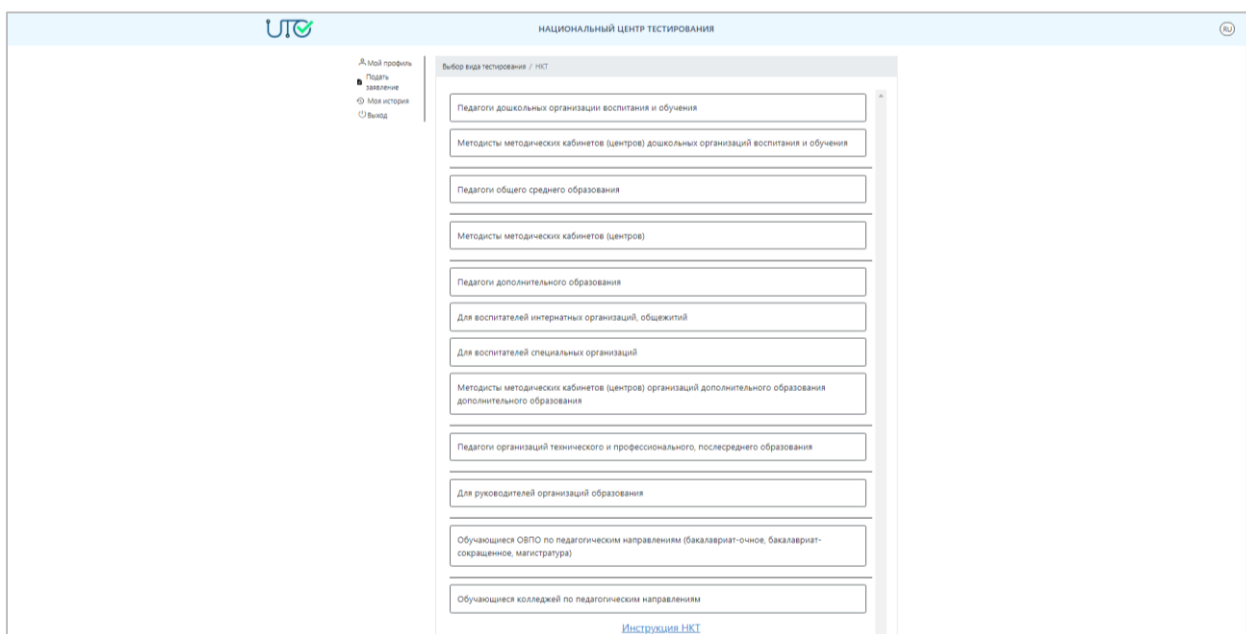 UTO
НАЦИОНАЛЬНЫЙ ЦЕНТР ТЕСТИРОВАНИЯ
RU
Мой профиль
Подать
заявление
Моя история
Выход
Выбор вида тестирования / НКТ
Педагоги дошкольных организации воспитания и обучения
Методисты методических кабинетов (центров) дошкольных организаций воспитания и обучения
Педагоги общего среднего образования
Методисты методических кабинетов (центров)
Педагоги дополнительного образования
Для воспитателей интернатных организаций, общежитий
Для воспитателей специальных организаций
Методисты методических кабинетов (центров) организаций дополнительного образования
дополнительного образования
Педагоги организаций технического и профессионального, послесреднего образования
Для руководителей организаций образования
Обучающиеся ОВПО по педагогическим направлениям (бакалавриат-очное, бакалавриат-
сокращенное, магистратура)
Обучающиеся колледжей по педагогическим направлениям
Инструкция НКТ